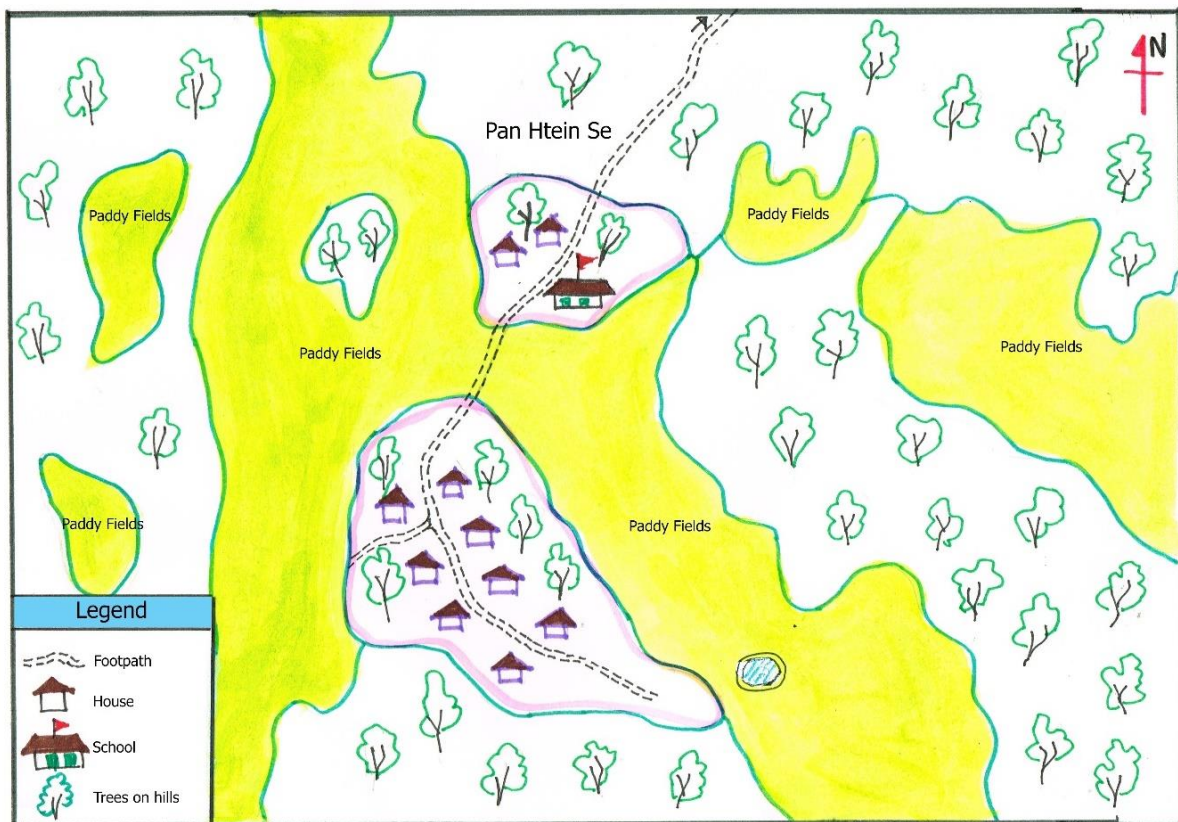 N
Pan Htein Se
Paddy Fields
Paddy Fields
Paddy Fields
Paddy Fields
Paddy Fields
Paddy Fields
Legend
Footpath
House
School
Trees on hills